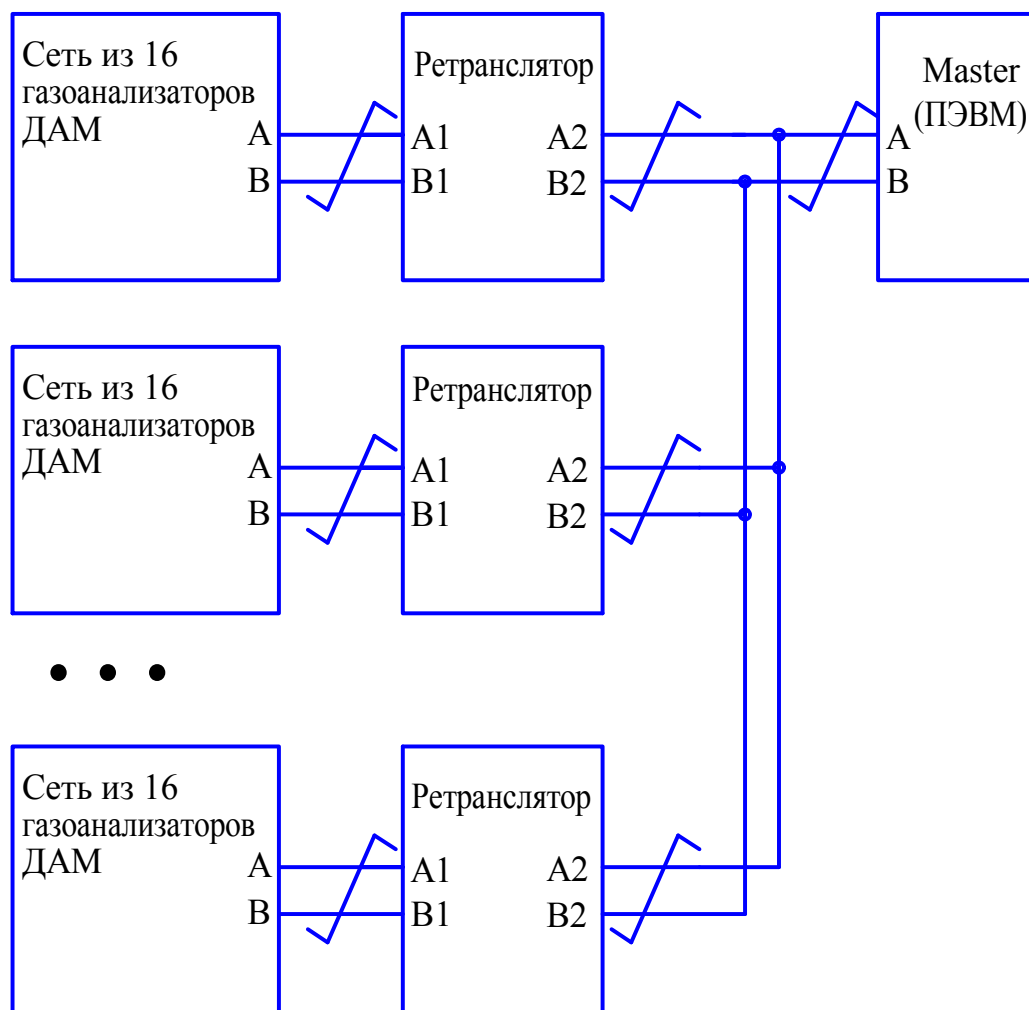 Сеть из 16
газоанализаторов
ДАМ
A
B
Ретранслятор
A1
B1
A2
B2
Master
(ПЭВМ)
A
B
Сеть из 16
газоанализаторов
ДАМ
A
B
Ретранслятор
A1
B1
A2
B2
Сеть из 16
газоанализаторов
ДАМ
A
B
Ретранслятор
A1
B1
A2
B2